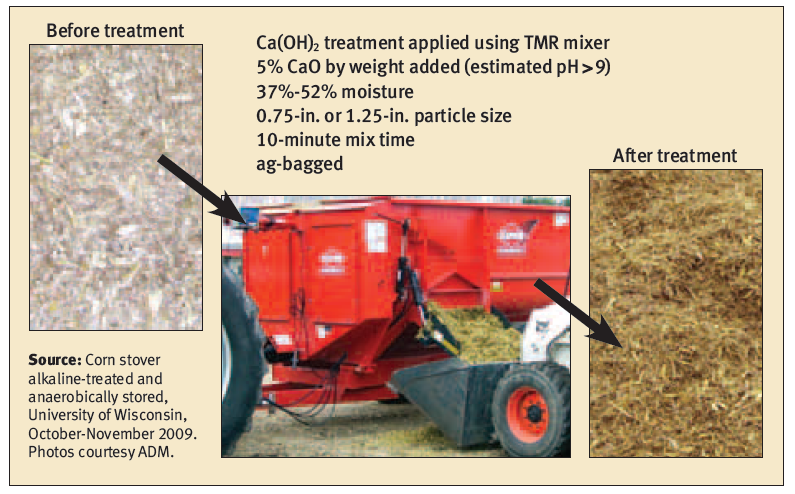 Before treatment
Ca(OH)₂ treatment applied using TMR mixer
5% CaO by weight added (estimated pH > 9)
37%-52% moisture
0.75-in. or 1.25-in. particle size
10-minute mix time
ag-bagged
After treatment
Source: Corn stover
alkaline-treated and
anaerobically stored,
University of Wisconsin,
October-November 2009.
Photos courtesy ADM.